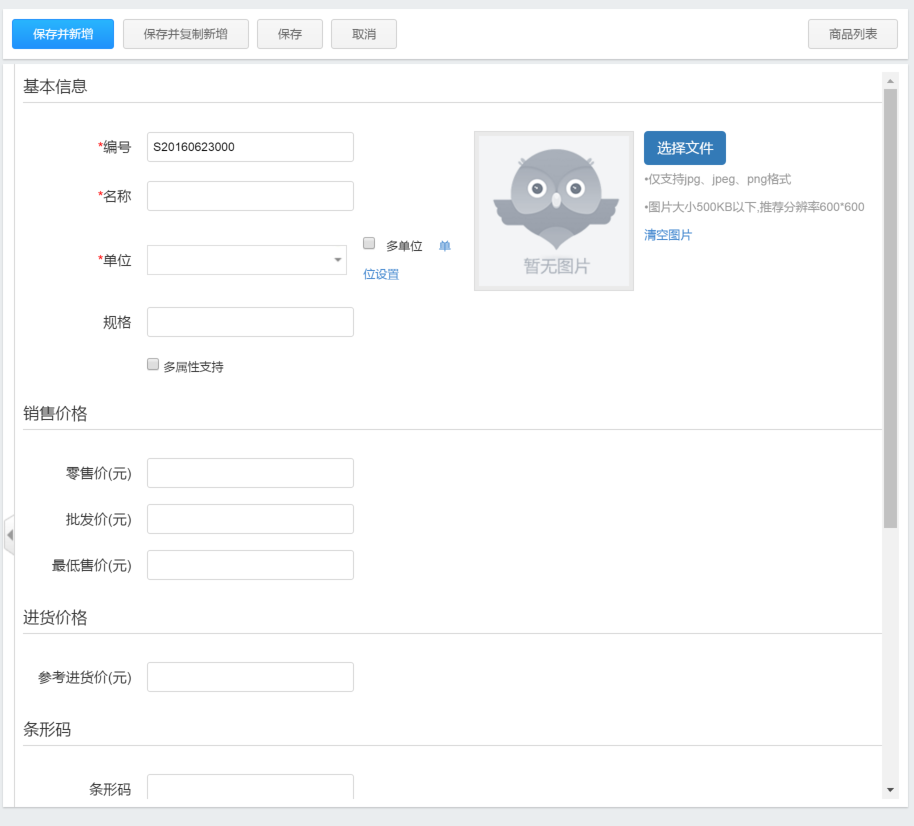 保存并新增 保存并复制新增 保存 取消 商品列表
基本信息
*编号 S20160623000
选择文件
•仅支持jpg、jpeg、png格式
*名称
•图片大小500KB以下,推荐分辨率600*600
清空图片
*单位 多单位 单
位设置
暂无图片
规格
多属性支持
销售价格
零售价(元)
批发价(元)
最低售价(元)
进货价格
参考进货价(元)
条形码
条形码